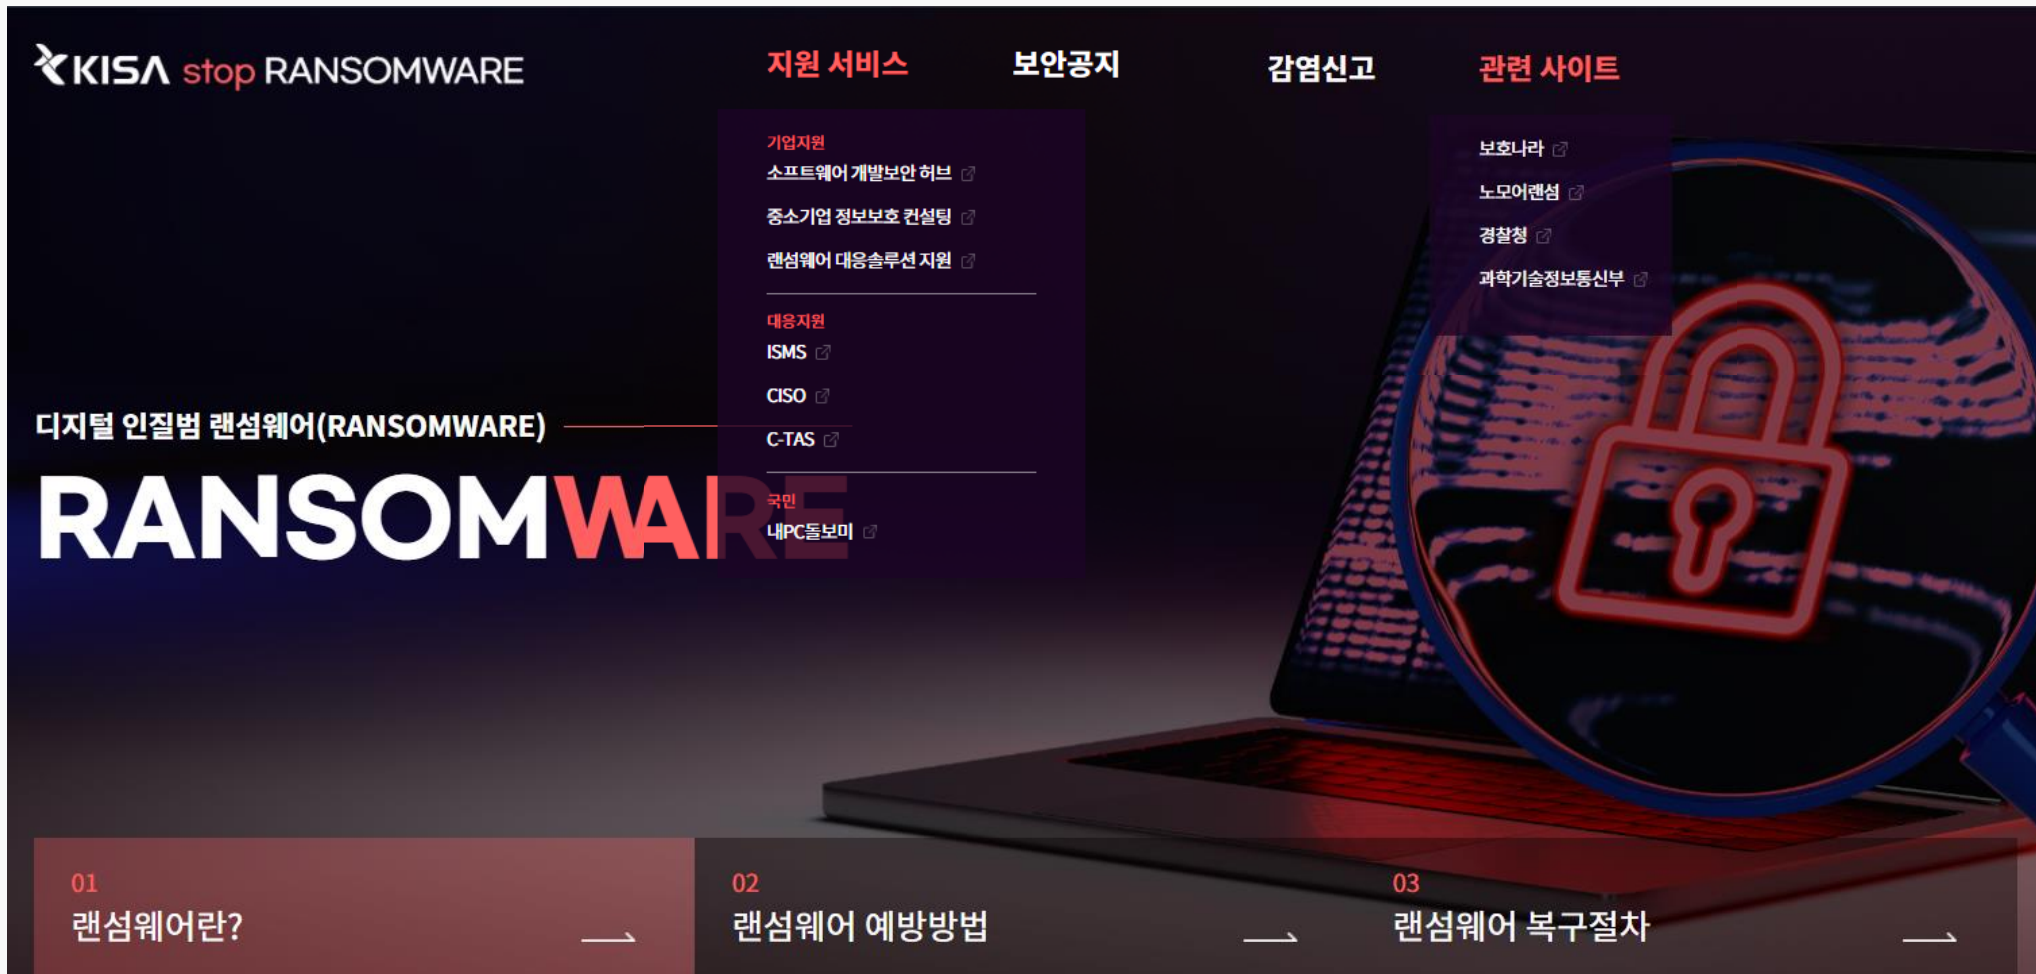 KISA stop RANSOMWARE
지원 서비스
보안공지
감염신고
관련 사이트
기업지원
소프트웨어 개발보안 허브
중소기업 정보보호 컨설팅
랜섬웨어 대응솔루션 지원
대응지원
ISMS
CISO
C-TAS
국민
내PC돌보미
보호나라
노모어랜섬
경찰청
과학기술정보통신부
디지털 인질범 랜섬웨어(RANSOMWARE)
RANSOMWARE
01
랜섬웨어란?
02
랜섬웨어 예방방법
03
랜섬웨어 복구절차